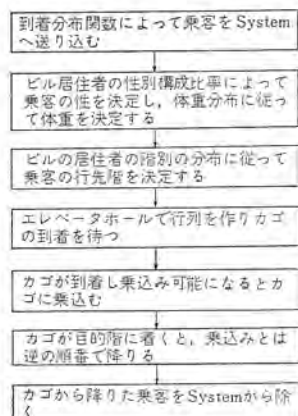 到着分布関数によって乗客をSystem
へ送り込む
ビル居住者の性別構成比率によって
乗客の性を決定し，体重分布に従っ
て体重を決定する
ビルの居住者の階別の分布に従って
乗客の行先階を決定する
エレベータホールで行列を作りカゴ
の到着を待つ
カゴが到着し乗込み可能になるとカ
ゴに乗込む
カゴが目的階に着くと，乗込みとは
逆の順番で降りる
カゴから降りた乗客をSystemから除
く